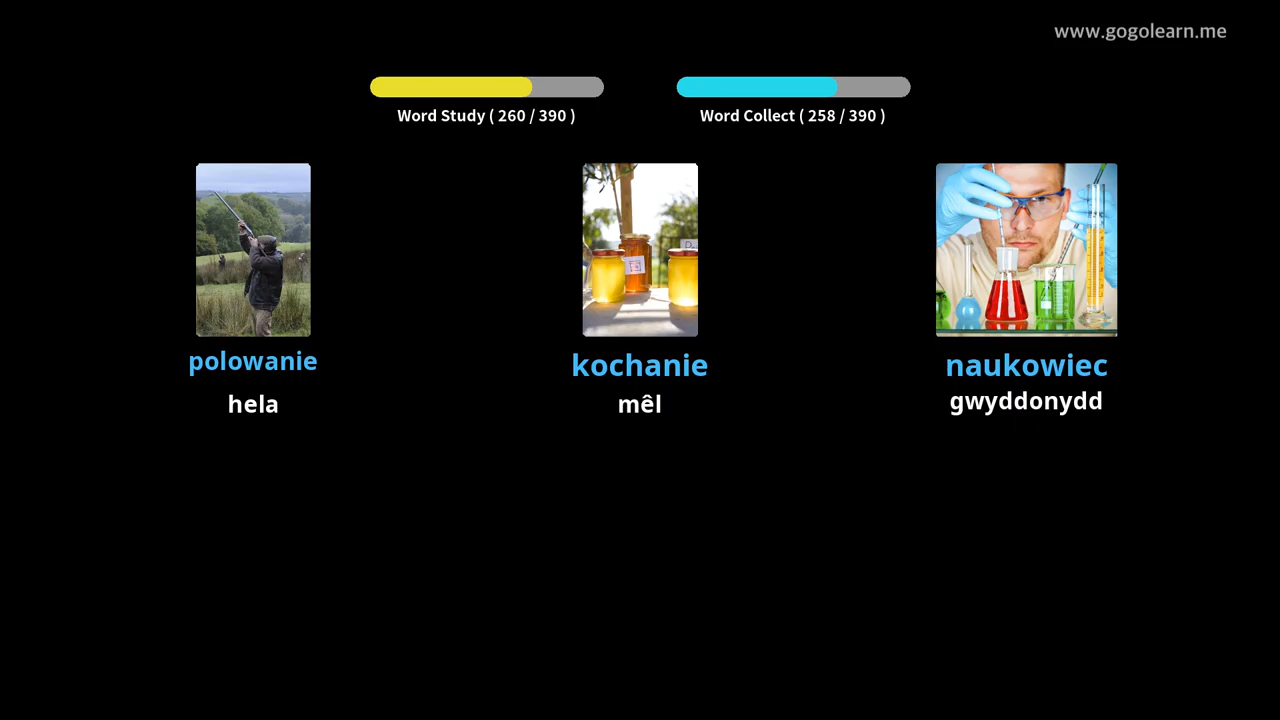 www.gogolearn.me
Word Study ( 260 / 390 )
Word Collect ( 258 / 390 )
polowanie
kochanie
naukowiec
hela
mêl
gwyddonydd